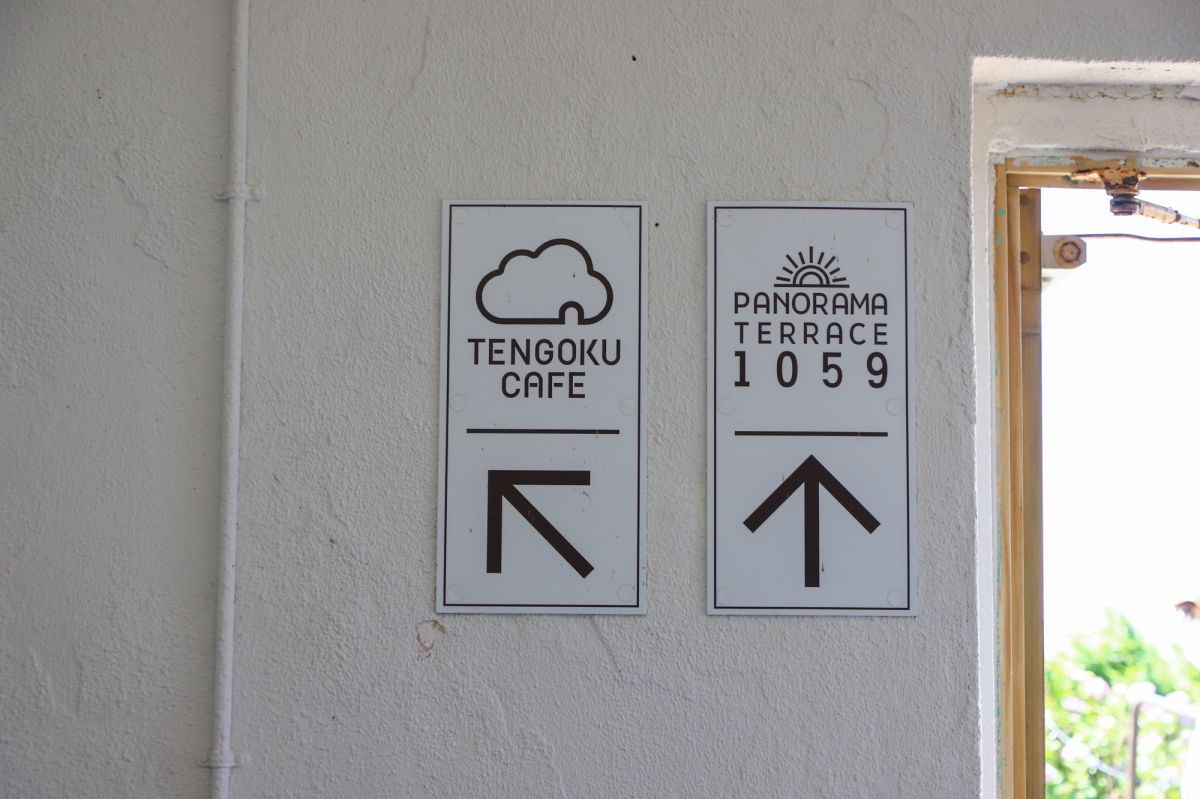 TENGOKU
CAFE
PANORAMA
TERRACE
1059